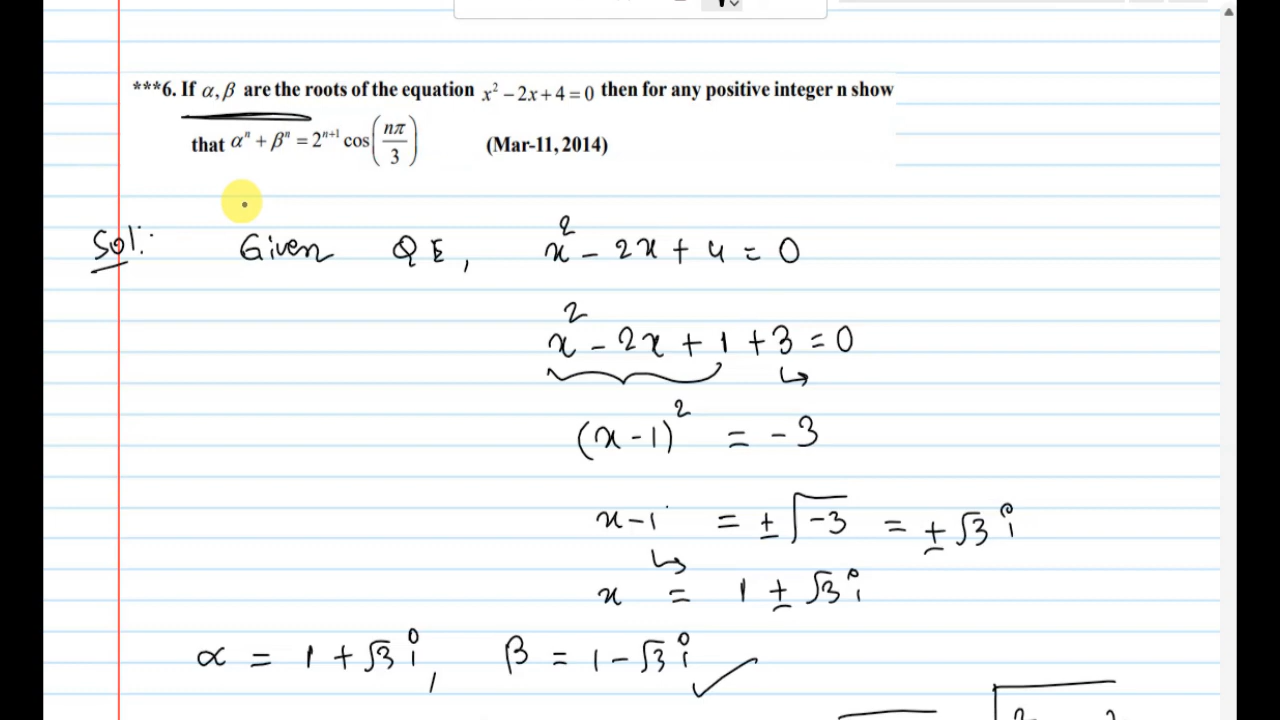 ***6. If α, β are the roots of the equation x² − 2x + 4 = 0 then for any positive integer n show
that αⁿ + βⁿ = 2ⁿ⁺¹ cos(nπ/3) (Mar-11, 2014)
Sol: Given QE, x² − 2x + 4 = 0
x² − 2x + 1 + 3 = 0
(x − 1)² = −3
x − 1 = ± √−3 = ± √3 i
x = 1 ± √3 i
α = 1 + √3 i, β = 1 − √3 i